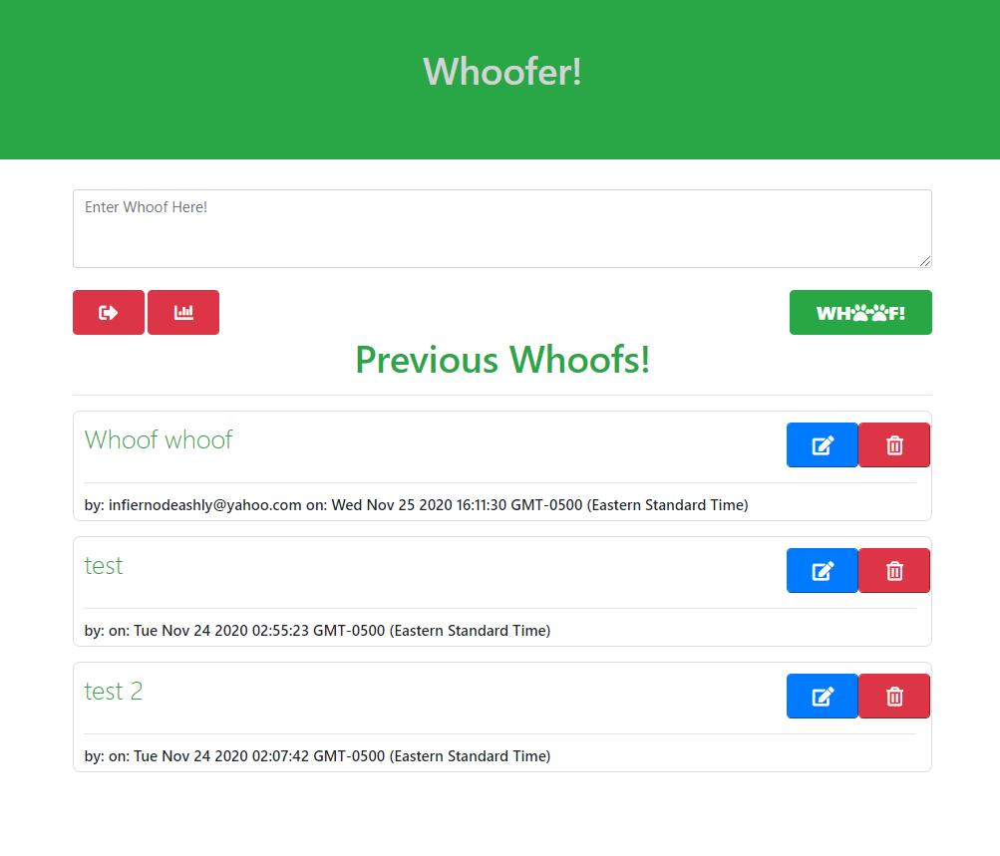 Whoofer!
Enter Whoof Here!
WH🐾🐾F!
Previous Whoofs!
Whoof whoof
by: infiernodeashly@yahoo.com on: Wed Nov 25 2020 16:11:30 GMT-0500 (Eastern Standard Time)
test
by: on: Tue Nov 24 2020 02:55:23 GMT-0500 (Eastern Standard Time)
test 2
by: on: Tue Nov 24 2020 02:07:42 GMT-0500 (Eastern Standard Time)